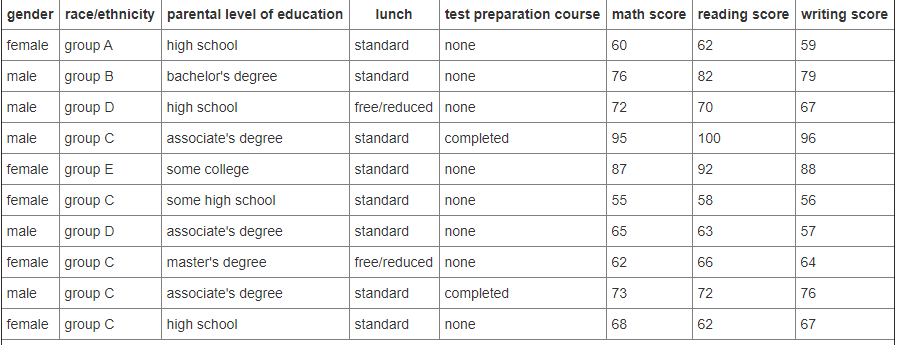 gender race/ethnicity parental level of education lunch test preparation course math score reading score writing score
female group A high school standard none 60 62 59
male group B bachelor's degree standard none 76 82 79
male group D high school free/reduced none 72 70 67
male group C associate's degree standard completed 95 100 96
female group E some college standard none 87 92 88
female group C some high school standard none 55 58 56
male group D associate's degree standard none 65 63 57
female group C master's degree free/reduced none 62 66 64
male group C associate's degree standard completed 73 72 76
female group C high school standard none 68 62 67